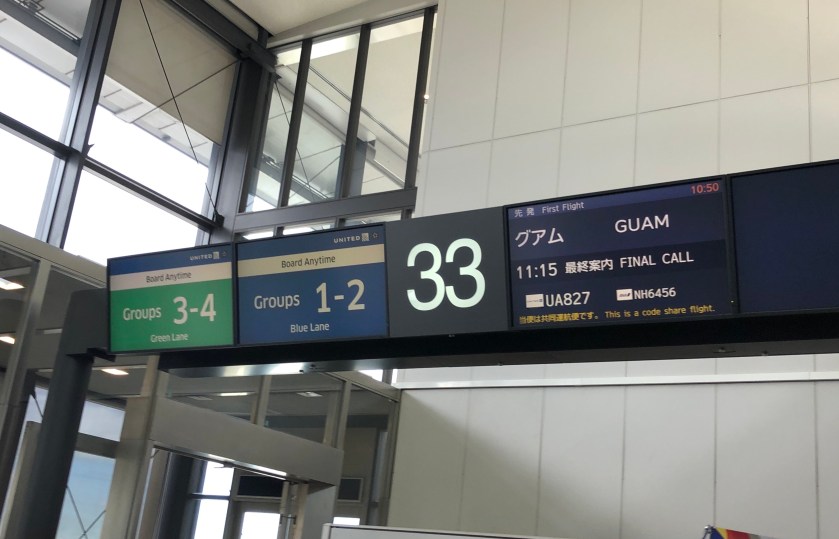 UNITED
Board Anytime
Groups 3-4
Green Lane
UNITED
Board Anytime
Groups 1-2
Blue Lane
33
先発 First Flight 10:50
グアム GUAM
11:15 最終案内 FINAL CALL
UA827 NH6456
当便は共同運航便です。 This is a code share flight.